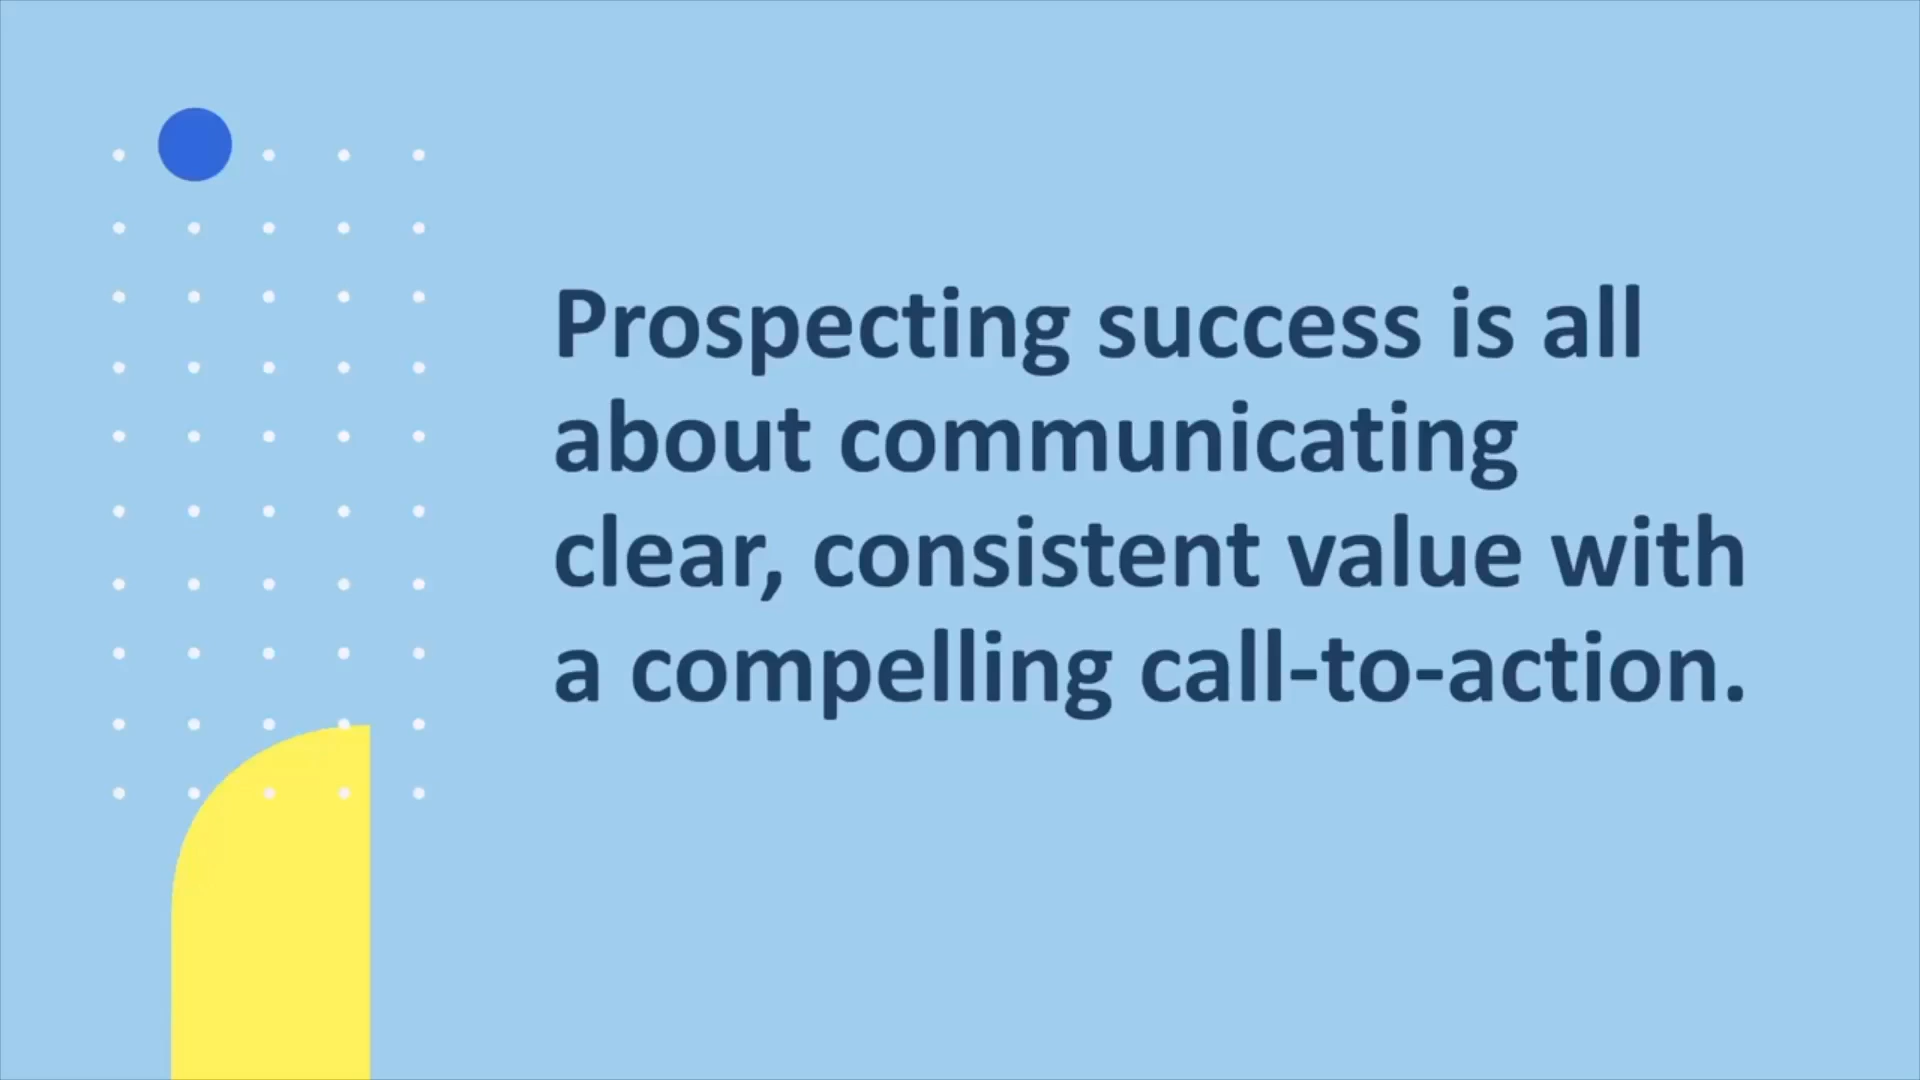 Prospecting success is all
about communicating
clear, consistent value with
a compelling call-to-action.